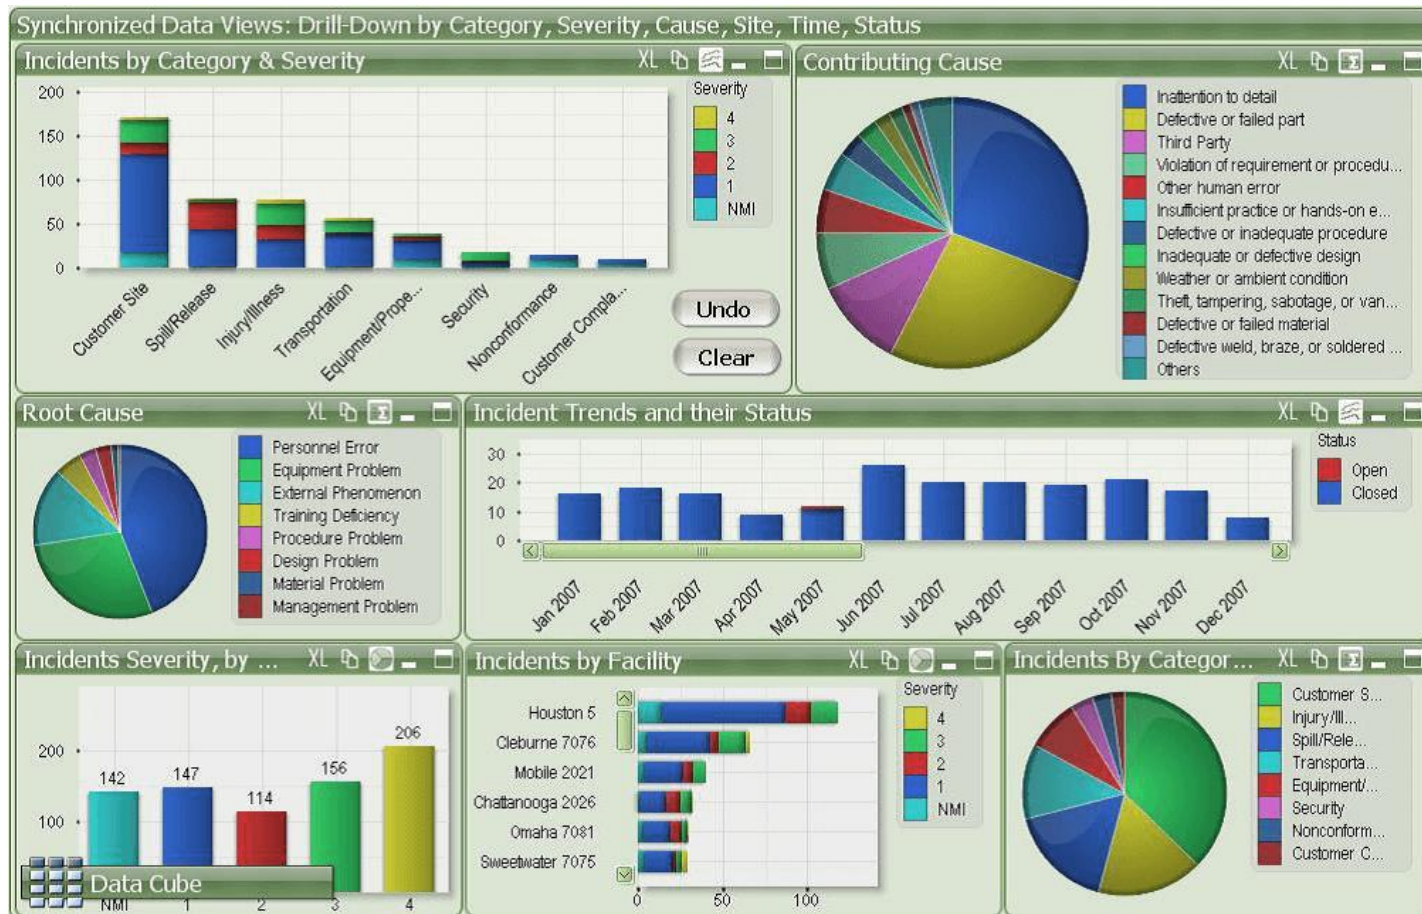 Synchronized Data Views: Drill-Down by Category, Severity, Cause, Site, Time, Status
Incidents by Category & Severity
XL
200
150
100
50
0
Customer Site
Spill/Release
Injury/Illness
Transportation
Equipment/Prope...
Security
Nonconformance
Customer Compla...
Severity
4
3
2
1
NMI
Undo
Clear
Contributing Cause
XL
Inattention to detail
Defective or failed part
Third Party
Violation of requirement or procedu...
Other human error
Insufficient practice or hands-on e...
Defective or inadequate procedure
Inadequate or defective design
Weather or ambient condition
Theft, tampering, sabotage, or van...
Defective or failed material
Defective weld, braze, or soldered ...
Others
Root Cause
XL
Personnel Error
Equipment Problem
External Phenomenon
Training Deficiency
Procedure Problem
Design Problem
Material Problem
Management Problem
Incident Trends and their Status
XL
30
20
10
0
Jan 2007
Feb 2007
Mar 2007
Apr 2007
May 2007
Jun 2007
Jul 2007
Aug 2007
Sep 2007
Oct 2007
Nov 2007
Dec 2007
Status
Open
Closed
Incidents Severity, by ...
XL
200
100
142
147
114
156
206
NMI
1
2
3
4
Data Cube
Incidents by Facility
XL
Houston 5
Cleburne 7076
Mobile 2021
Chattanooga 2026
Omaha 7081
Sweetwater 7075
0
50
100
Severity
4
3
2
1
NMI
Incidents By Categor...
XL
Customer S...
Injury/Ill...
Spill/Rele...
Transporta...
Equipment/...
Security
Nonconform...
Customer C...